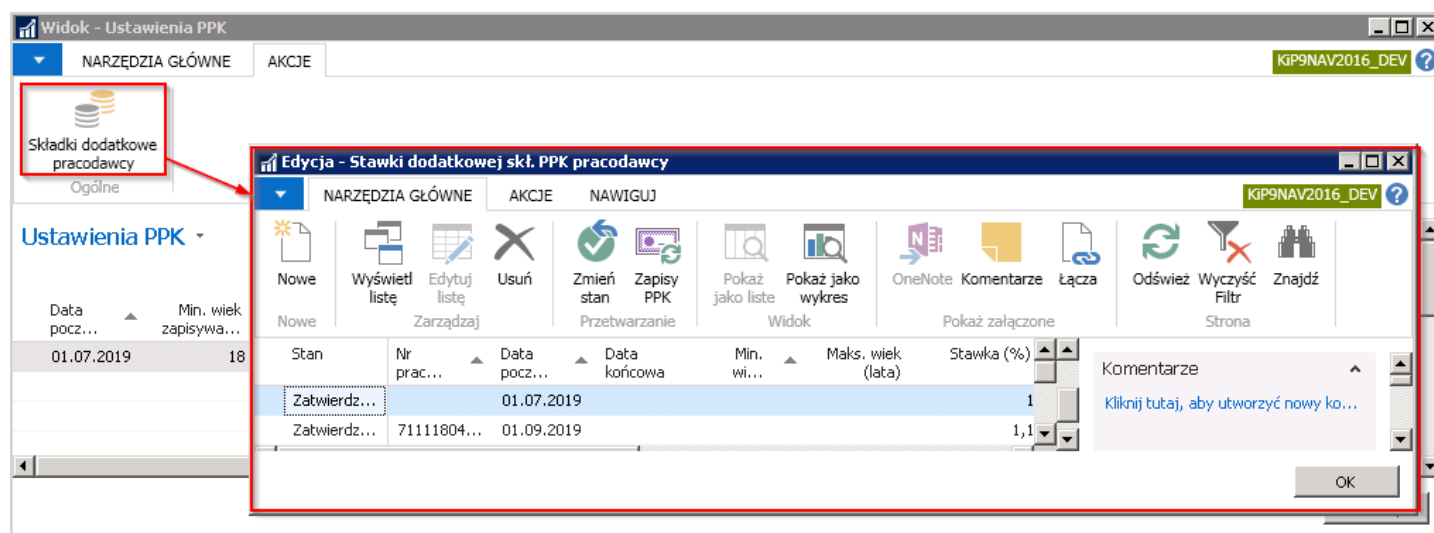 Widok - Ustawienia PPK
NARZĘDZIA GŁÓWNE AKCJE KiP9NAV2016_DEV ?
Składki dodatkowe
pracodawcy
Ogólne
Ustawienia PPK
Data
pocz...
Min. wiek
zapisywa...
01.07.2019 18
Edycja - Stawki dodatkowej skł. PPK pracodawcy
NARZĘDZIA GŁÓWNE AKCJE NAWIGUJ KiP9NAV2016_DEV ?
Nowe
Wyświetl
listę
Edytuj
listę
Usuń
Zmień
stan
Zapisy
PPK
Pokaż
jako liste
Pokaż jako
wykres
OneNote
Komentarze
Łącza
Odśwież
Wyczyść
Filtr
Znajdź
Nowe Zarządzaj Przetwarzanie Widok Pokaż załączone Strona
Stan
Nr
prac...
Data
pocz...
Data
końcowa
Min.
wi...
Maks. wiek
(lata)
Stawka (%)
Zatwierdz... 01.07.2019 1
Zatwierdz... 71111804... 01.09.2019 1,1
Komentarze
Kliknij tutaj, aby utworzyć nowy ko...
OK